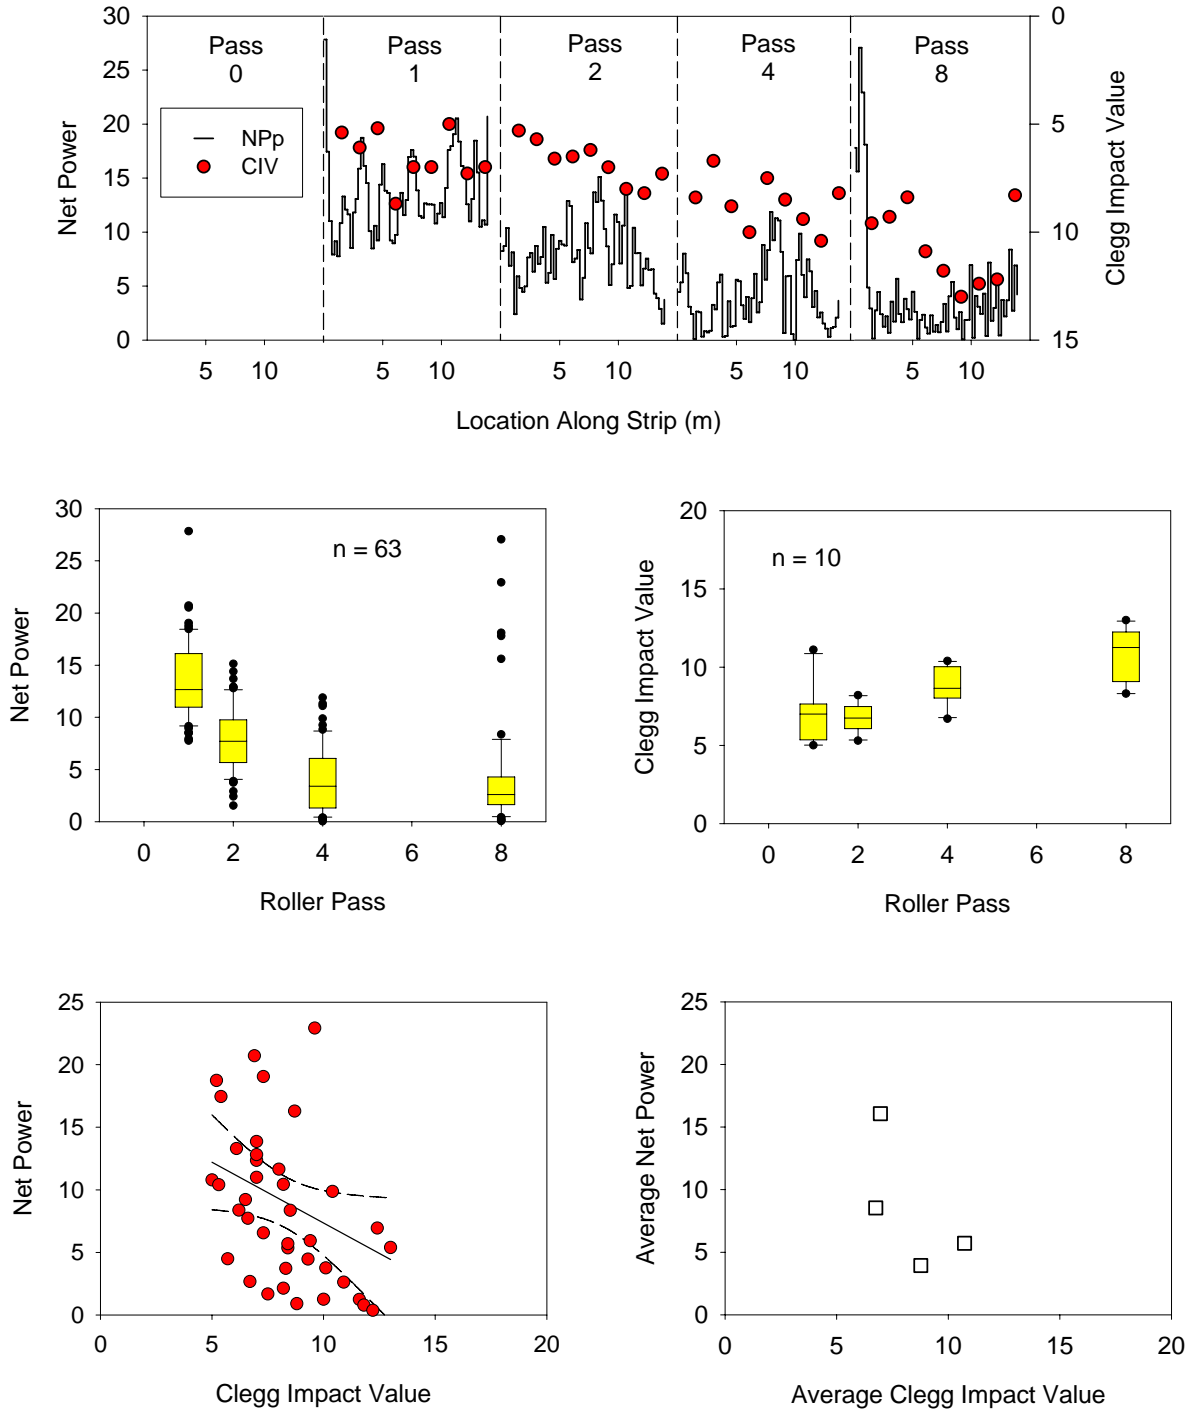 30
25
20
15
10
5
0
Net Power
Pass
0
Pass
1
Pass
2
Pass
4
Pass
8
NPp
CIV
0
5
10
15
Clegg Impact Value
5 10 5 10 5 10 5 10 5 10
Location Along Strip (m)
30
25
20
15
10
5
0
Net Power
n = 63
0 2 4 6 8
Roller Pass
20
15
10
5
0
Clegg Impact Value
n = 10
0 2 4 6 8
Roller Pass
25
20
15
10
5
0
Net Power
0 5 10 15 20
Clegg Impact Value
25
20
15
10
5
0
Average Net Power
0 5 10 15 20
Average Clegg Impact Value